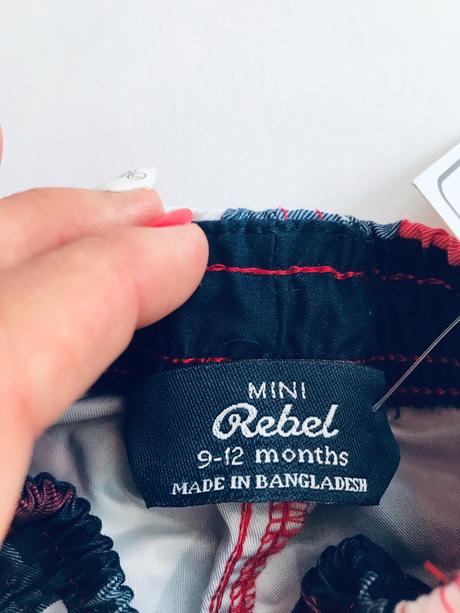 MINI
Rebel
9-12 months
MADE IN BANGLADESH